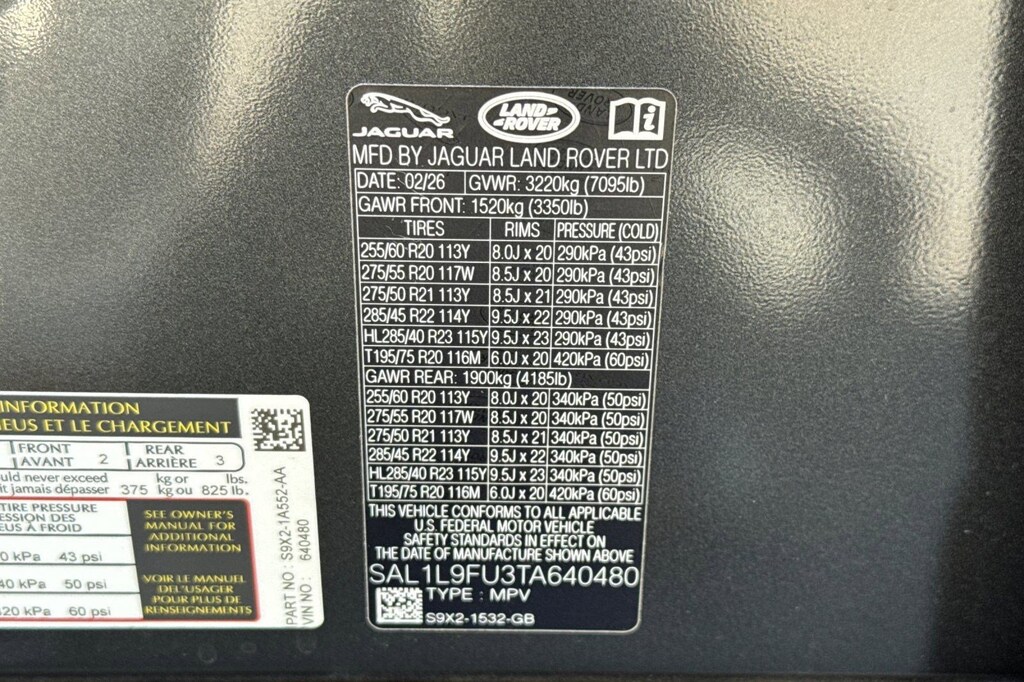 JAGUAR
LAND ROVER
MFD BY JAGUAR LAND ROVER LTD
DATE: 02/26 GVWR: 3220kg (7095lb)
GAWR FRONT: 1520kg (3350lb)
TIRES RIMS PRESSURE (COLD)
255/60 R20 113Y 8.0J x 20 290kPa (43psi)
275/55 R20 117W 8.5J x 20 290kPa (43psi)
275/50 R21 113Y 8.5J x 21 290kPa (43psi)
285/45 R22 114Y 9.5J x 22 290kPa (43psi)
HL285/40 R23 115Y 9.5J x 23 290kPa (43psi)
T195/75 R20 116M 6.0J x 20 420kPa (60psi)
GAWR REAR: 1900kg (4185lb)
255/60 R20 113Y 8.0J x 20 340kPa (50psi)
275/55 R20 117W 8.5J x 20 340kPa (50psi)
275/50 R21 113Y 8.5J x 21 340kPa (50psi)
285/45 R22 114Y 9.5J x 22 340kPa (50psi)
HL285/40 R23 115Y 9.5J x 23 340kPa (50psi)
T195/75 R20 116M 6.0J x 20 420kPa (60psi)
THIS VEHICLE CONFORMS TO ALL APPLICABLE
U.S. FEDERAL MOTOR VEHICLE
SAFETY STANDARDS IN EFFECT ON
THE DATE OF MANUFACTURE SHOWN ABOVE
SAL1L9FU3TA640480
TYPE : MPV
S9X2-1532-GB
INFORMATION
ET LE CHARGEMENT
FRONT
AVANT 2
REAR
ARRIÈRE 3
never exceed kg or lbs.
jamais dépasser 375 kg ou 825 lb.
TIRE PRESSURE
DES
À FROID
kPa 43 psi
kPa 50 psi
kPa 60 psi
SEE OWNER'S
MANUAL FOR
ADDITIONAL
INFORMATION
VOIR LE MANUEL
DEL'USAGER
POUR PLUS DE
RENSEIGNEMENTS
PART NO : S9X2-1A552-AA
VIN NO : 640480